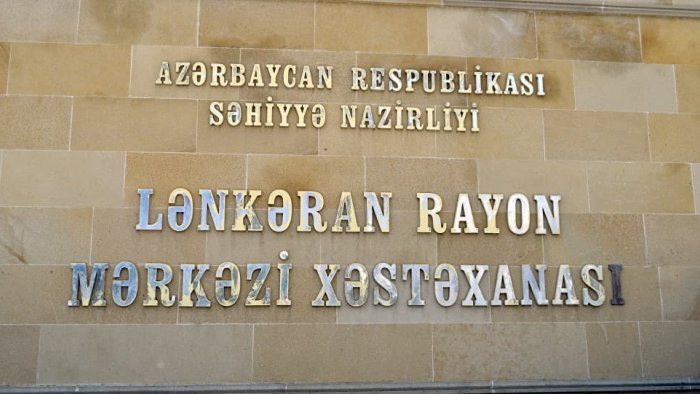 AZƏRBAYCAN RESPUBLİKASI
SƏHİYYƏ NAZİRLİYİ
LƏNKƏRAN RAYON
MƏRKƏZİ XƏSTƏXANASI